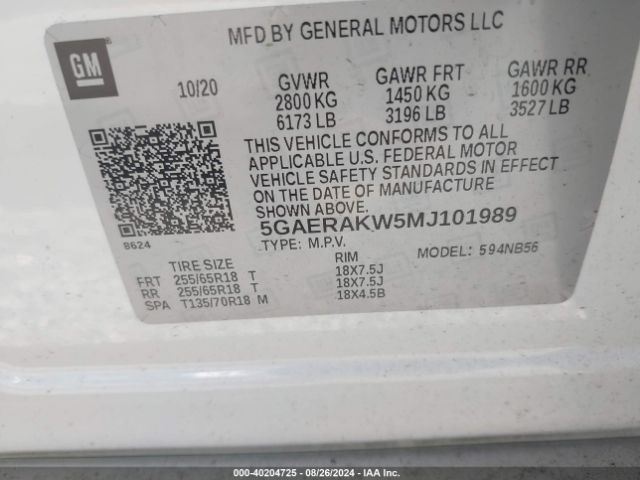 MFD BY GENERAL MOTORS LLC
GM
10/20
GVWR
2800 KG
6173 LB
GAWR FRT
1450 KG
3196 LB
GAWR RR
1600 KG
3527 LB
THIS VEHICLE CONFORMS TO ALL
APPLICABLE U.S. FEDERAL MOTOR
VEHICLE SAFETY STANDARDS IN EFFECT
ON THE DATE OF MANUFACTURE
SHOWN ABOVE.
8624
5GAERAKW5MJ101989
TYPE: M.P.V.
MODEL: 594NB56
TIRE SIZE RIM
FRT 255/65R18 T 18X7.5J
RR 255/65R18 T 18X7.5J
SPA T135/70R18 M 18X4.5B
000-40204725 - 08/26/2024 - IAA Inc.